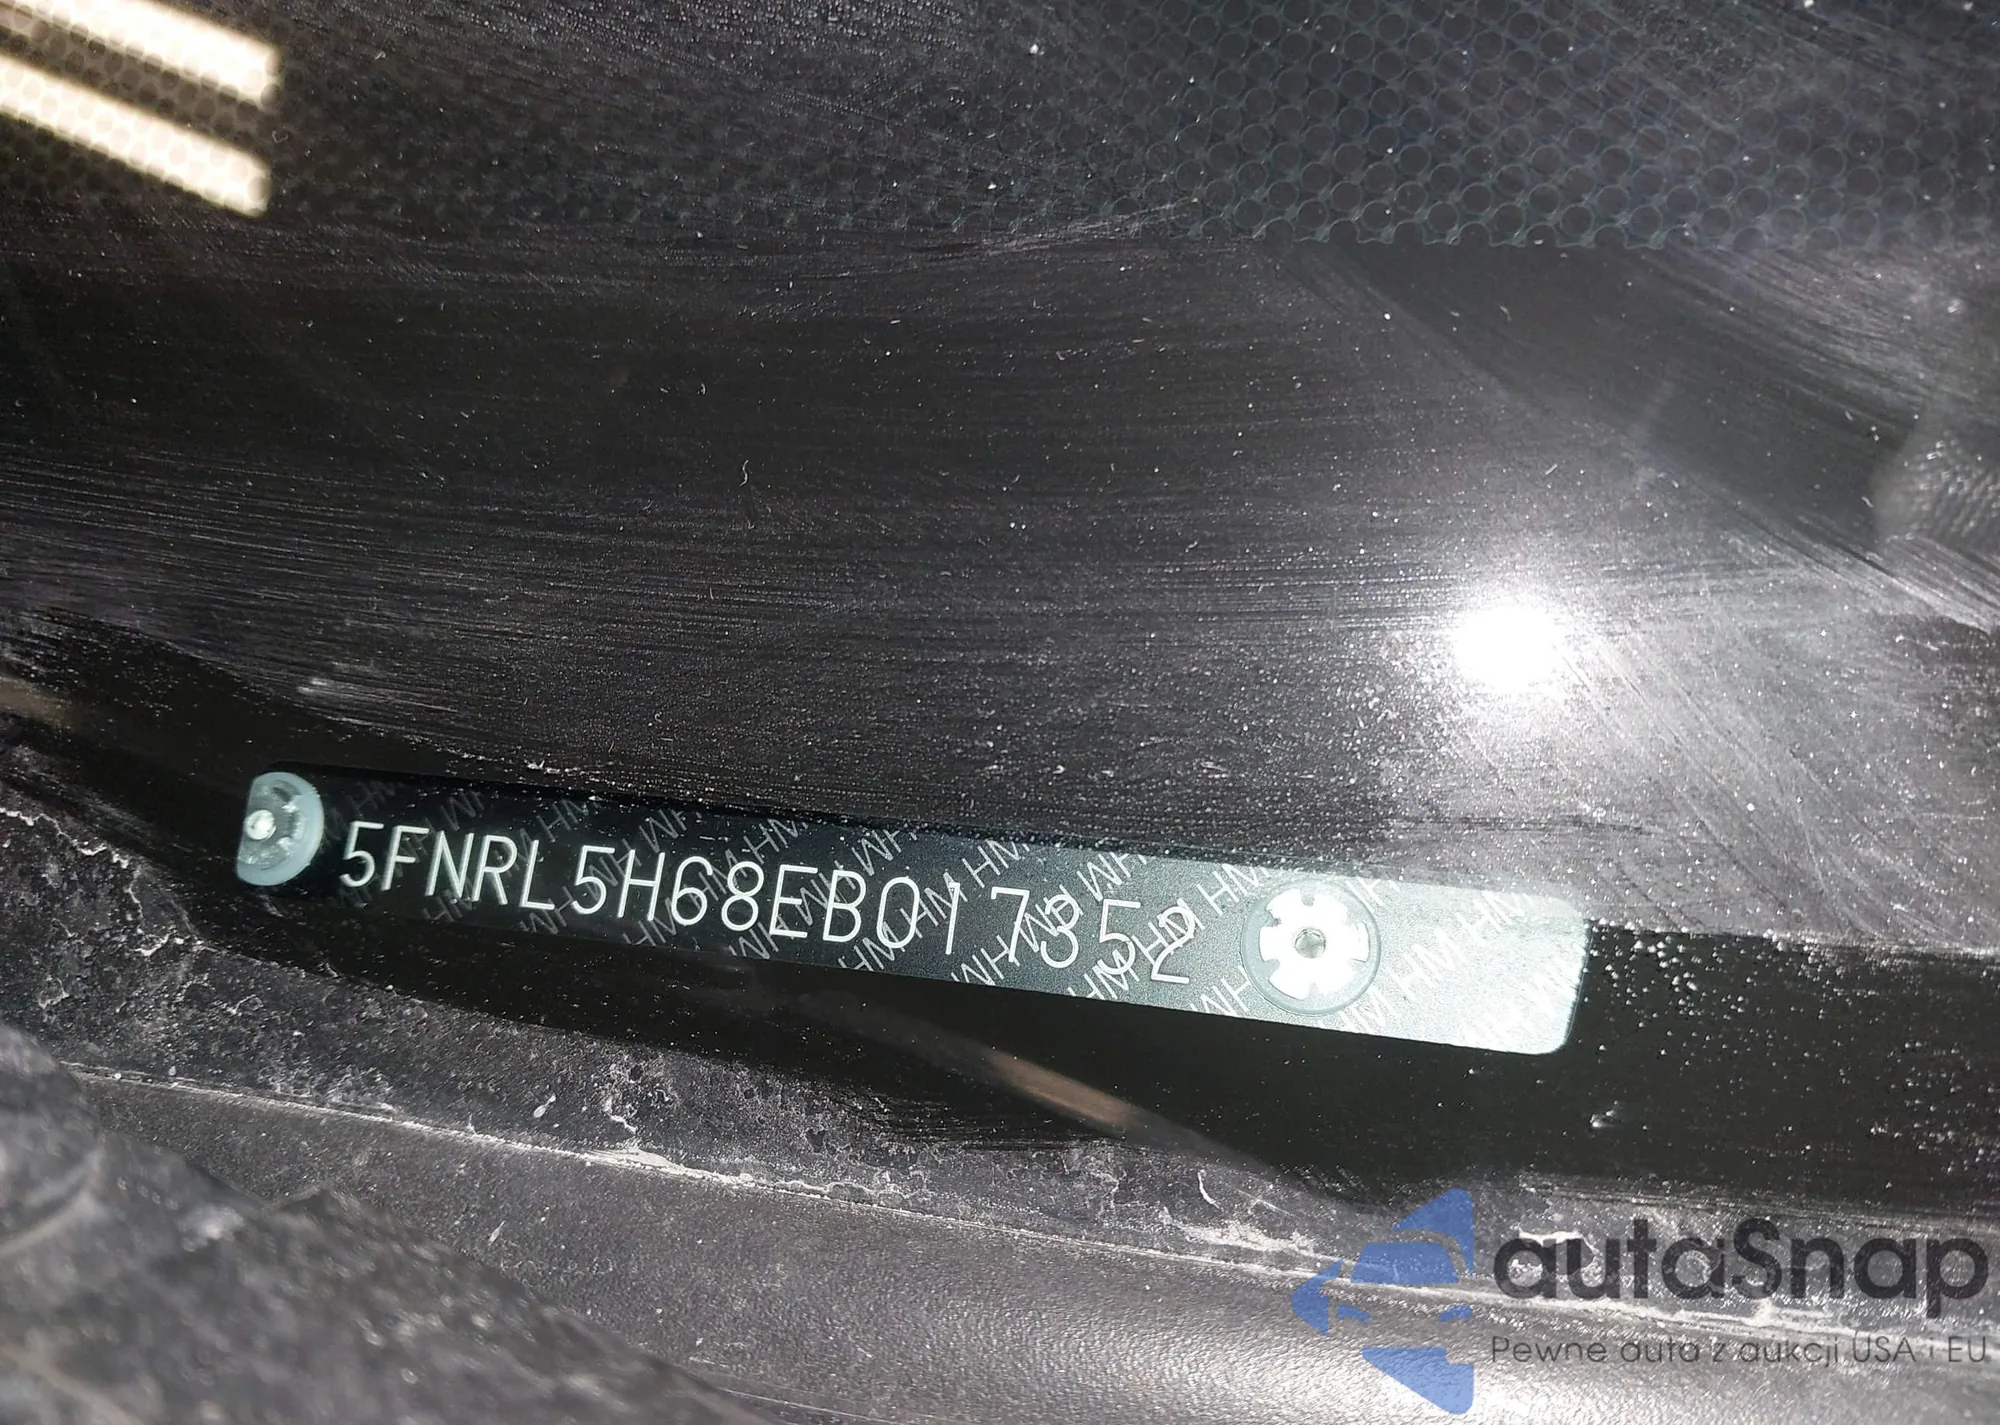 5FNRL5H68EB017352
autaSnap
Pewne auta z aukcji USA i EU